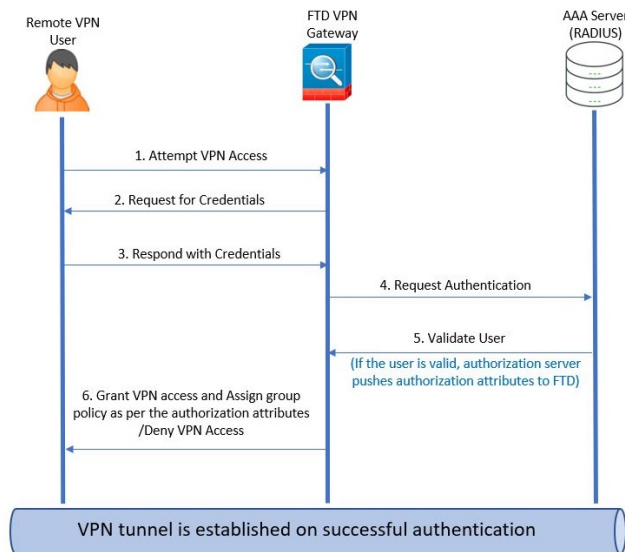 Remote VPN
User
FTD VPN
Gateway
AAA Server
(RADIUS)
1. Attempt VPN Access
2. Request for Credentials
3. Respond with Credentials
4. Request Authentication
5. Validate User
(If the user is valid, authorization server
pushes authorization attributes to FTD)
6. Grant VPN access and Assign group
policy as per the authorization attributes
/Deny VPN Access
VPN tunnel is established on successful authentication